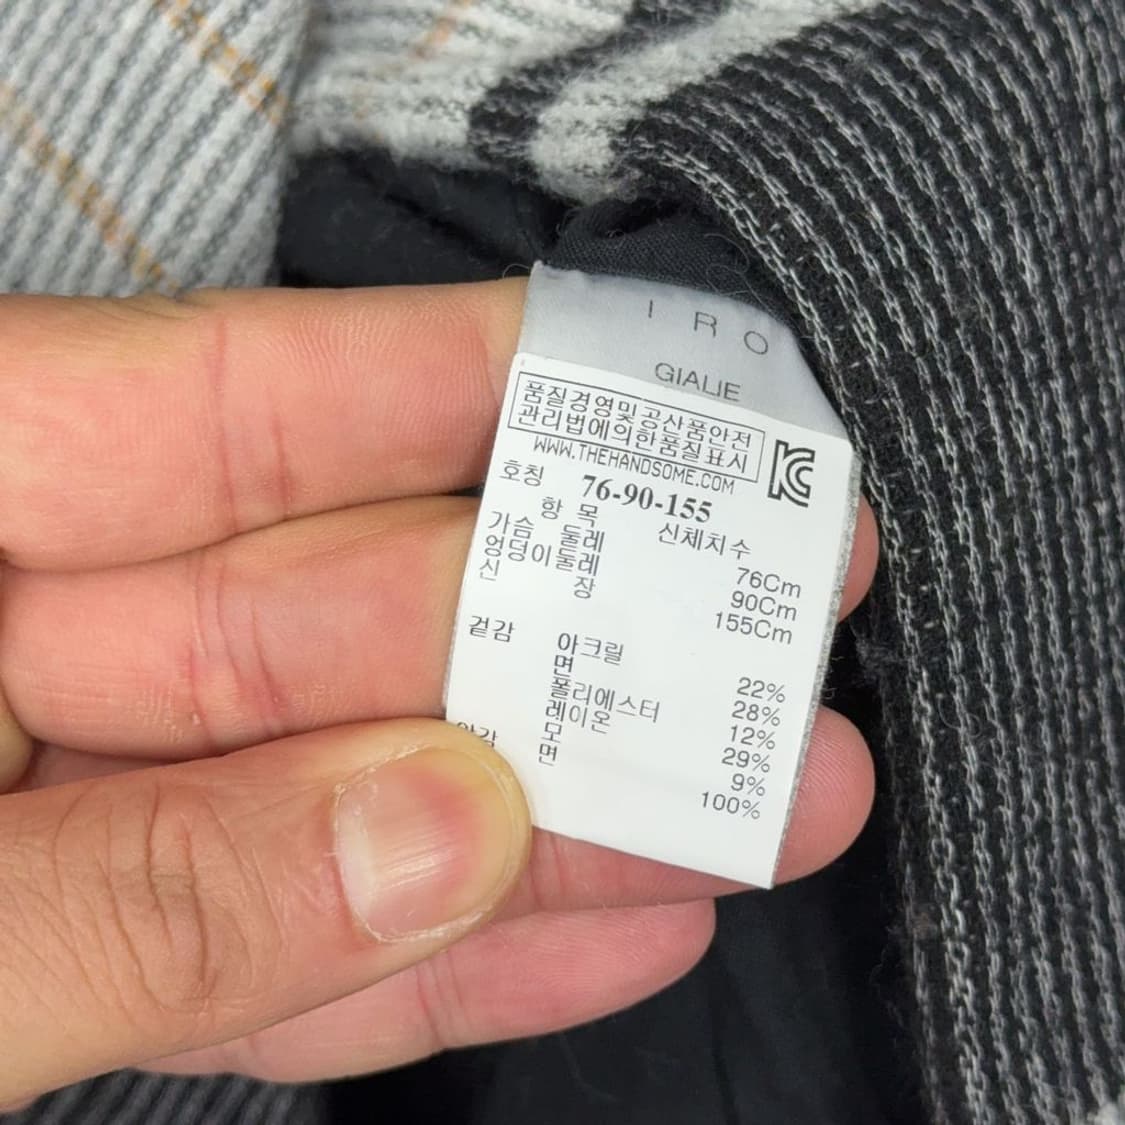 IRO
GIALIE
품질경영및공산품안전
관리법에의한품질표시
WWW.THEHANDSOME.COM
호칭 76-90-155
항 목 신체치수
가슴 둘레 76Cm
엉덩이둘레 90Cm
신 장 155Cm
겉감 아크릴 22%
면 28%
폴리에스터 12%
레이온 29%
모 9%
안감 면 100%